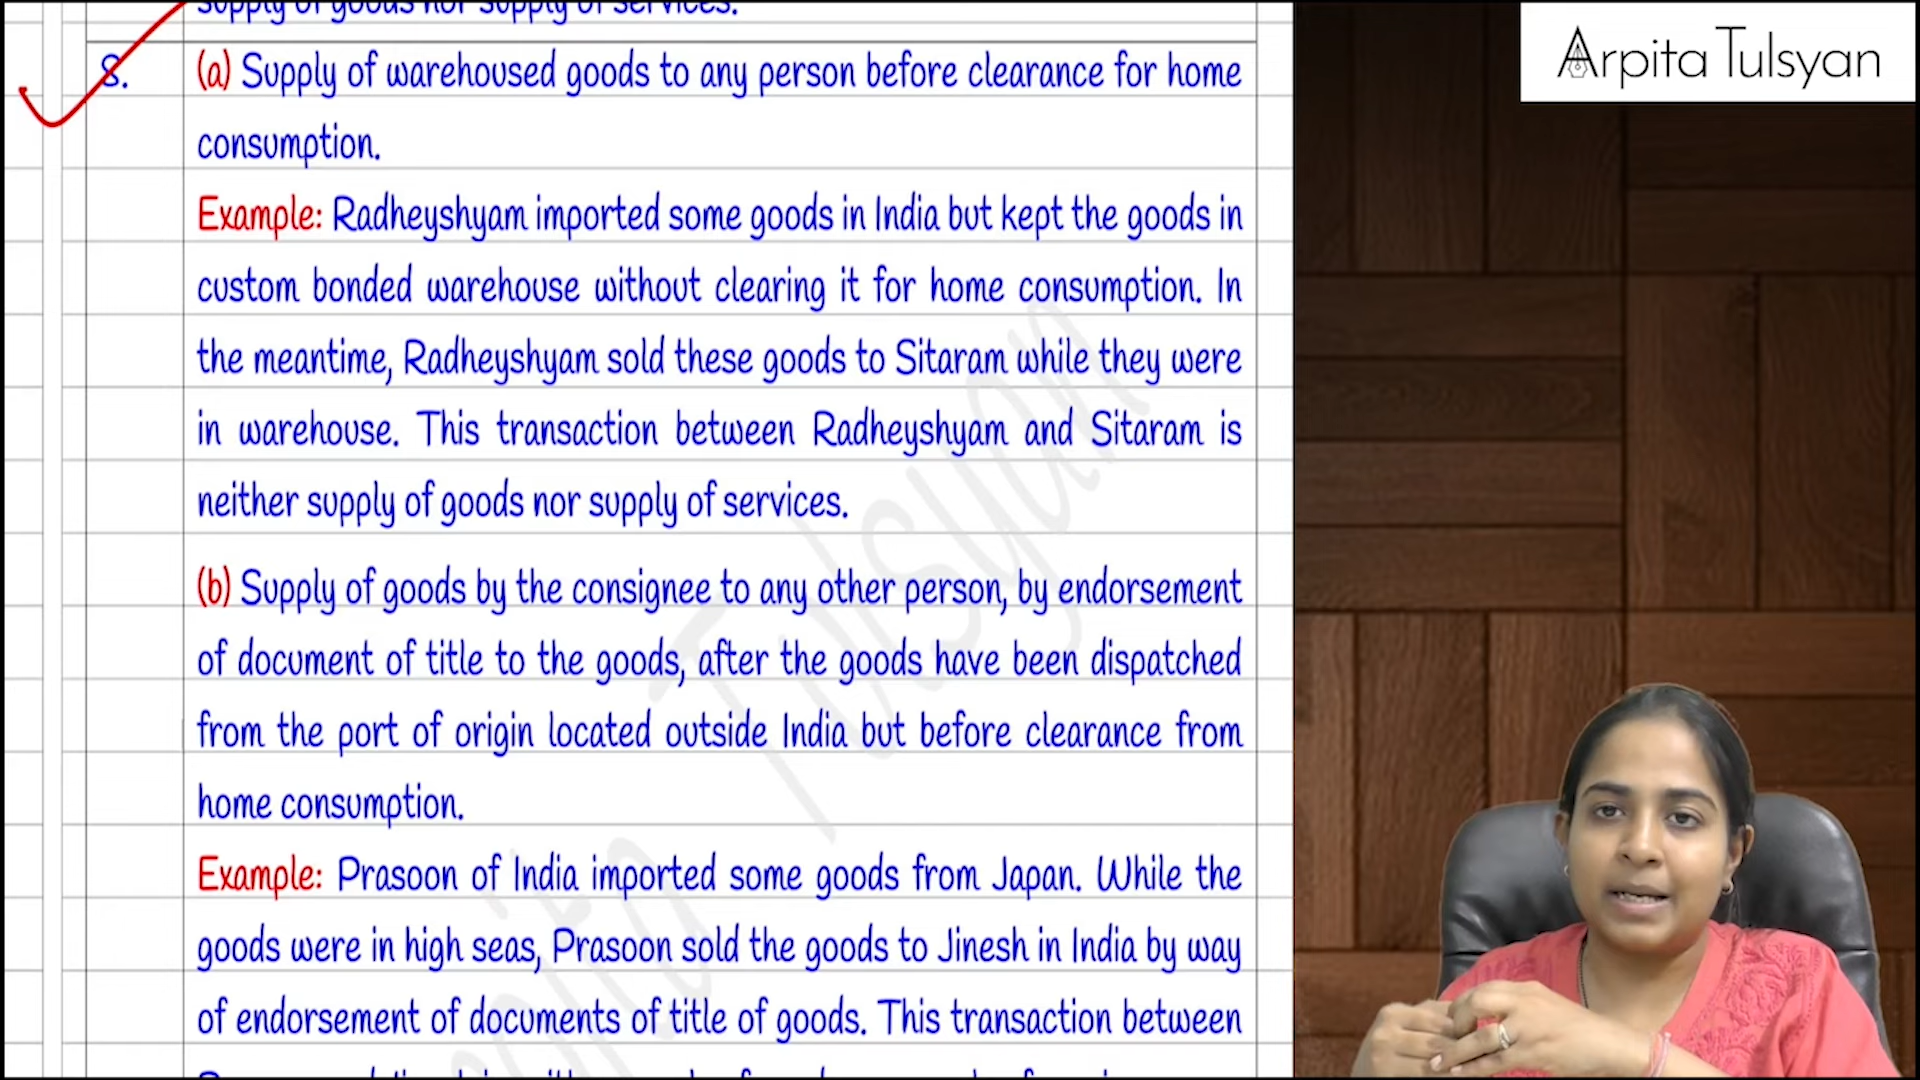 supply of goods nor supply of services.
8.
(a) Supply of warehoused goods to any person before clearance for home
consumption.
Example: Radheyshyam imported some goods in India but kept the goods in
custom bonded warehouse without clearing it for home consumption. In
the meantime, Radheyshyam sold these goods to Sitaram while they were
in warehouse. This transaction between Radheyshyam and Sitaram is
neither supply of goods nor supply of services.
(b) Supply of goods by the consignee to any other person, by endorsement
of document of title to the goods, after the goods have been dispatched
from the port of origin located outside India but before clearance from
home consumption.
Example: Prasoon of India imported some goods from Japan. While the
goods were in high seas, Prasoon sold the goods to Jinesh in India by way
of endorsement of documents of title of goods. This transaction between
Arpita Tulsyan